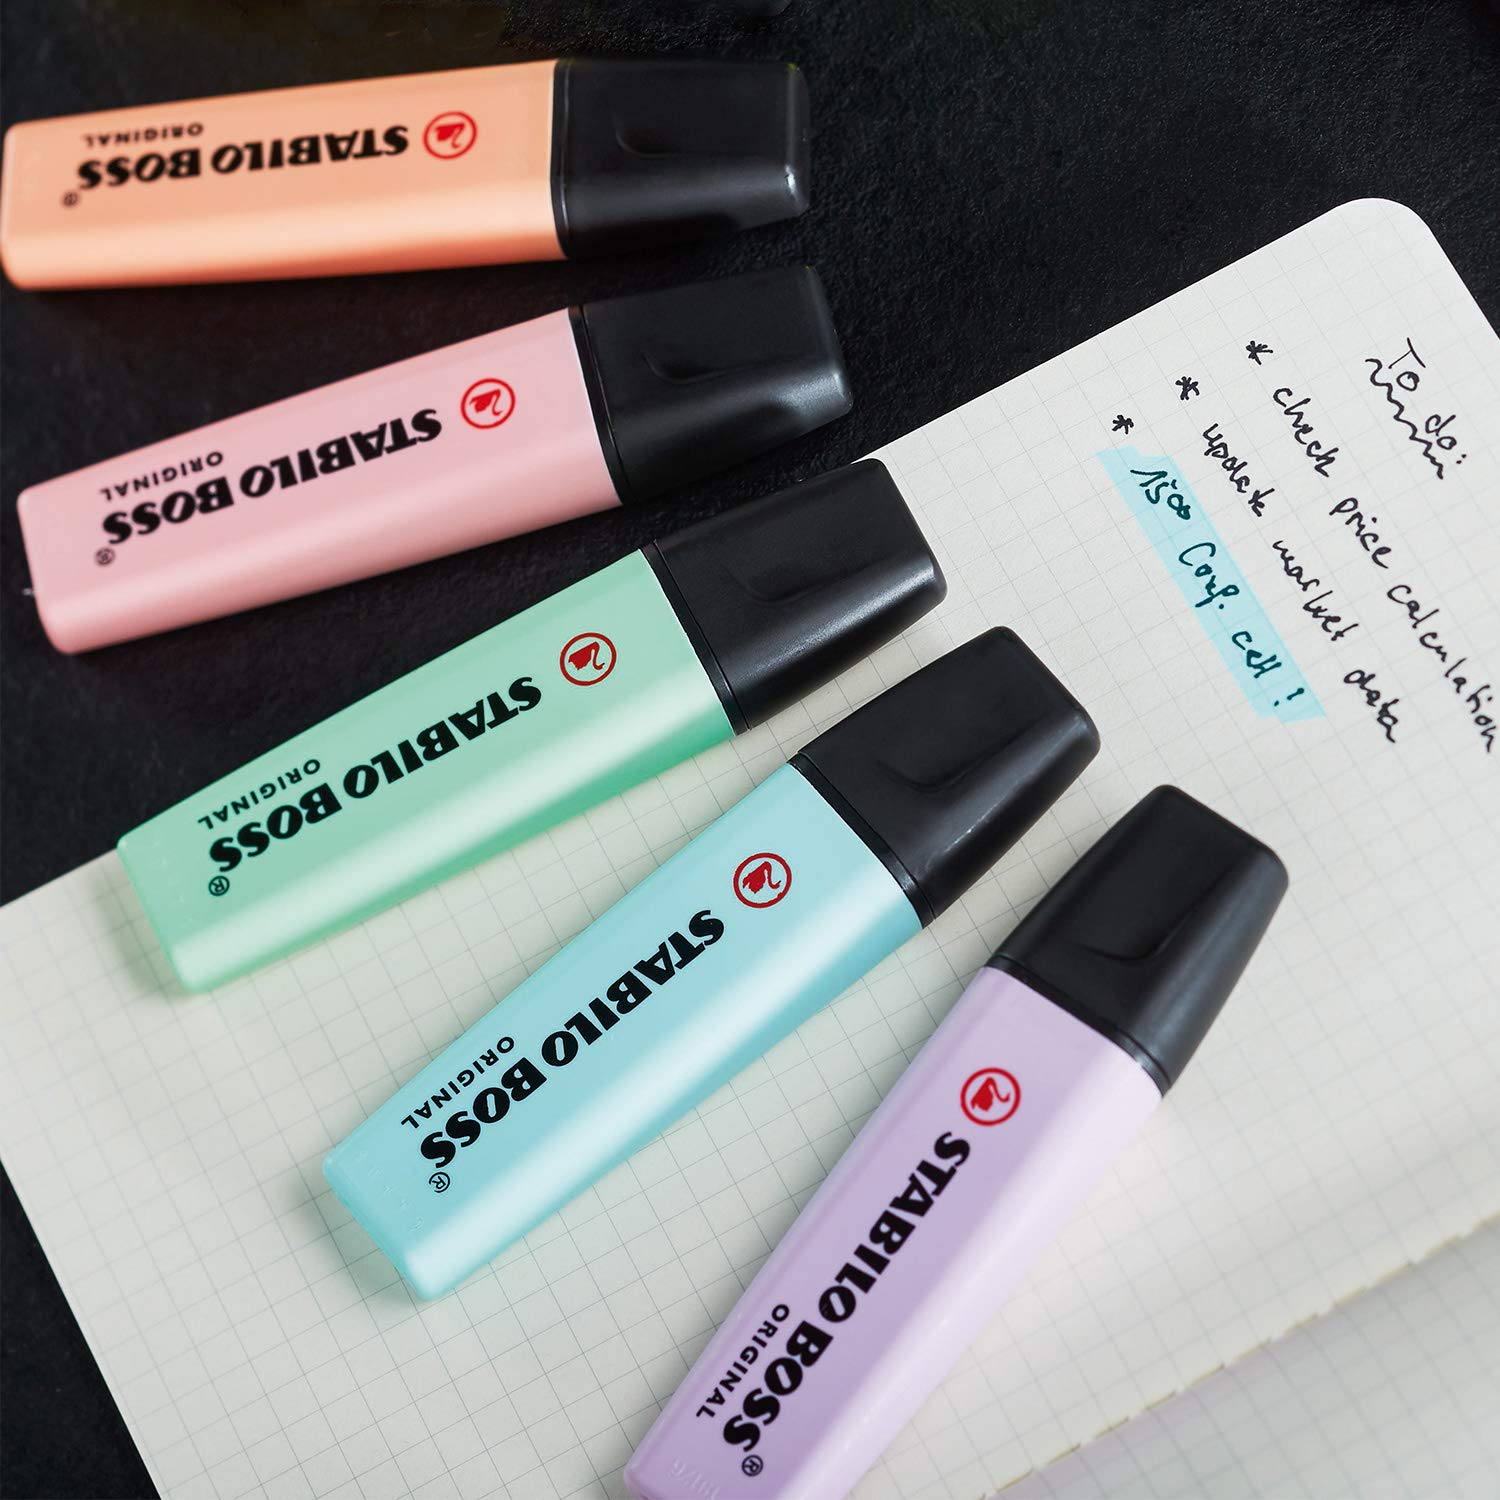 STABILO BOSS®
ORIGINAL
STABILO BOSS®
ORIGINAL
STABILO BOSS®
ORIGINAL
STABILO BOSS®
ORIGINAL
STABILO BOSS®
ORIGINAL
To do:
* check price calculation
* update market data
* 1500 Conf. call !